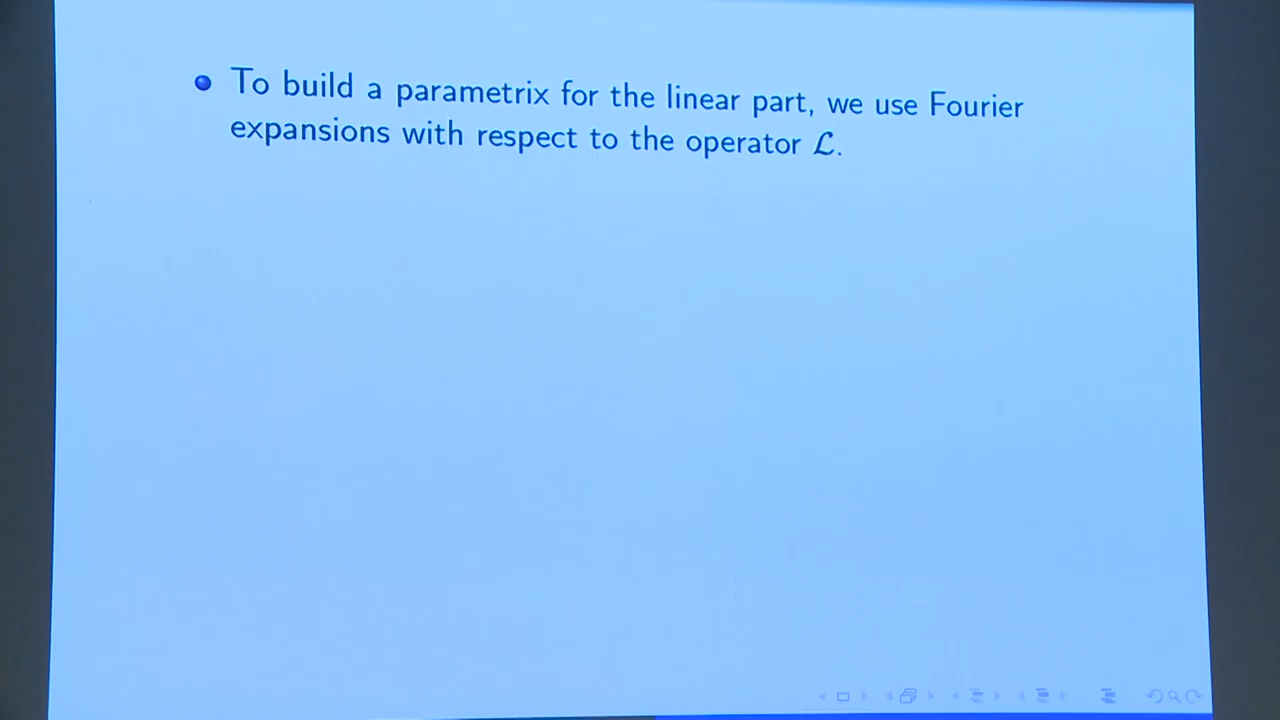 To build a parametrix for the linear part, we use Fourier
expansions with respect to the operator ℒ.